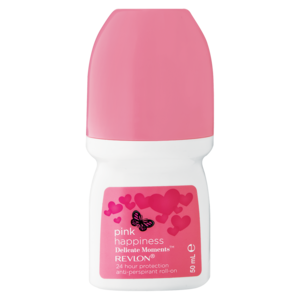 pink
happiness
Delicate Moments™
REVLON®
24 hour protection
anti-perspirant roll-on
50 mL e